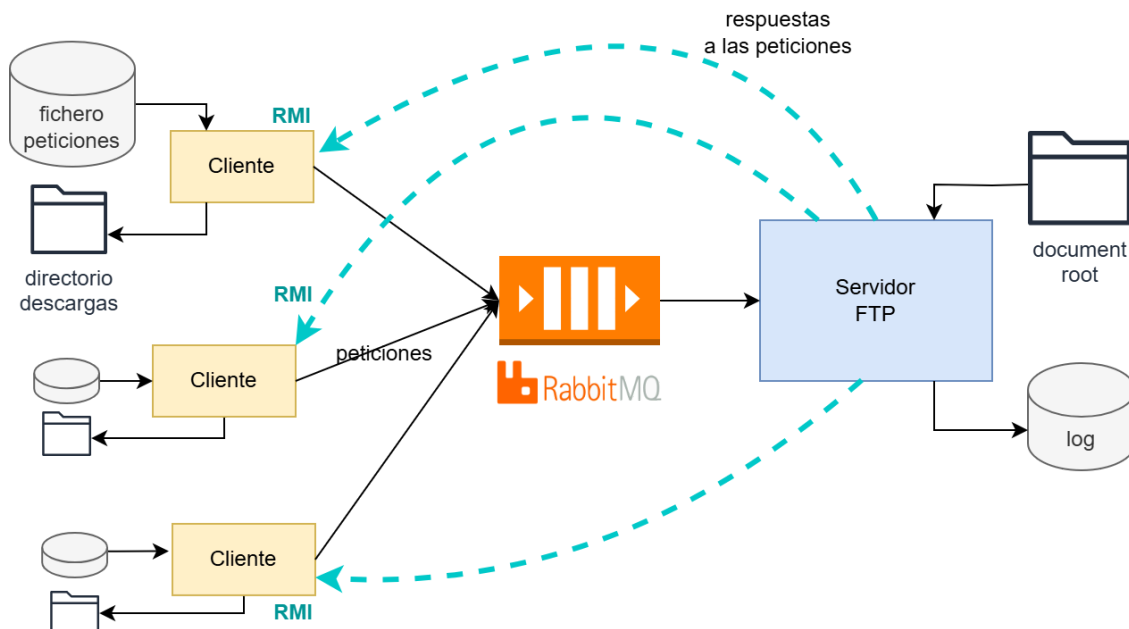 respuestas
a las peticiones
fichero
peticiones
RMI
Cliente
directorio
descargas
document
root
Servidor
FTP
RMI
peticiones
Cliente
RabbitMQ
log
Cliente
RMI